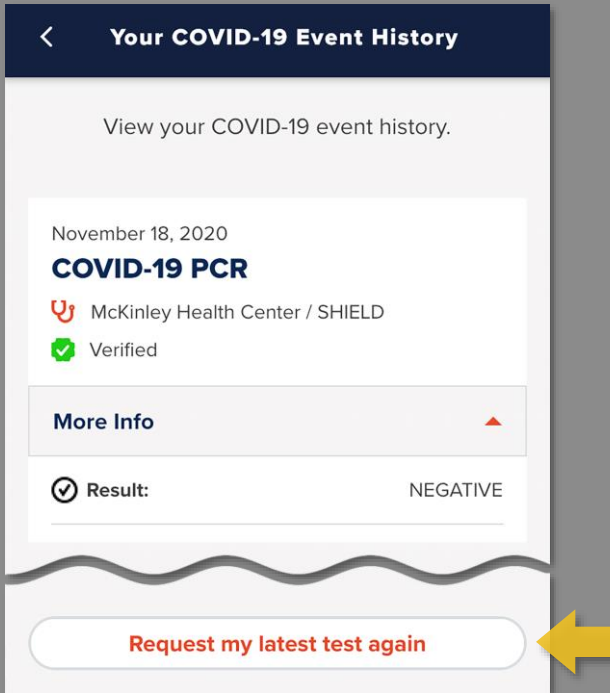 Your COVID-19 Event History
View your COVID-19 event history.
November 18, 2020
COVID-19 PCR
McKinley Health Center / SHIELD
Verified
More Info
Result: NEGATIVE
Request my latest test again